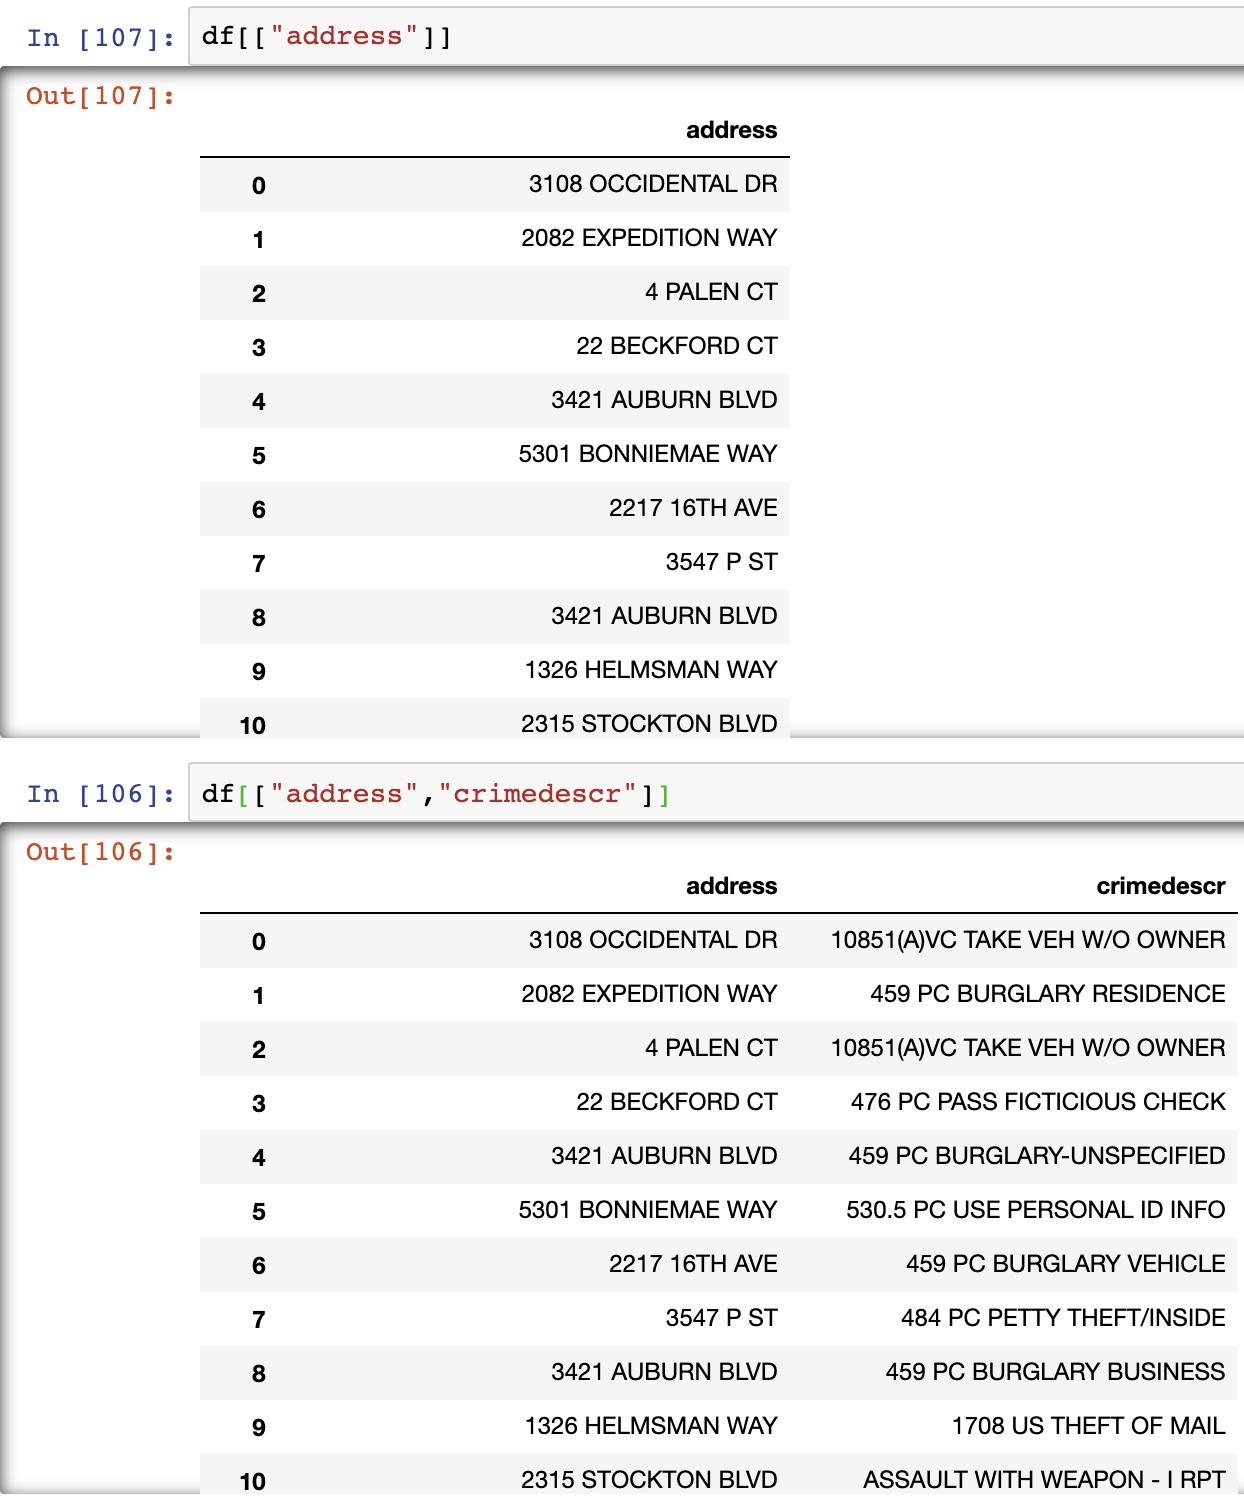 In [107]: df[["address"]]
Out[107]:
address
0 3108 OCCIDENTAL DR
1 2082 EXPEDITION WAY
2 4 PALEN CT
3 22 BECKFORD CT
4 3421 AUBURN BLVD
5 5301 BONNIEMAE WAY
6 2217 16TH AVE
7 3547 P ST
8 3421 AUBURN BLVD
9 1326 HELMSMAN WAY
10 2315 STOCKTON BLVD
In [106]: df[["address","crimedescr"]]
Out[106]:
address crimedescr
0 3108 OCCIDENTAL DR 10851(A)VC TAKE VEH W/O OWNER
1 2082 EXPEDITION WAY 459 PC BURGLARY RESIDENCE
2 4 PALEN CT 10851(A)VC TAKE VEH W/O OWNER
3 22 BECKFORD CT 476 PC PASS FICTICIOUS CHECK
4 3421 AUBURN BLVD 459 PC BURGLARY-UNSPECIFIED
5 5301 BONNIEMAE WAY 530.5 PC USE PERSONAL ID INFO
6 2217 16TH AVE 459 PC BURGLARY VEHICLE
7 3547 P ST 484 PC PETTY THEFT/INSIDE
8 3421 AUBURN BLVD 459 PC BURGLARY BUSINESS
9 1326 HELMSMAN WAY 1708 US THEFT OF MAIL
10 2315 STOCKTON BLVD ASSAULT WITH WEAPON - I RPT